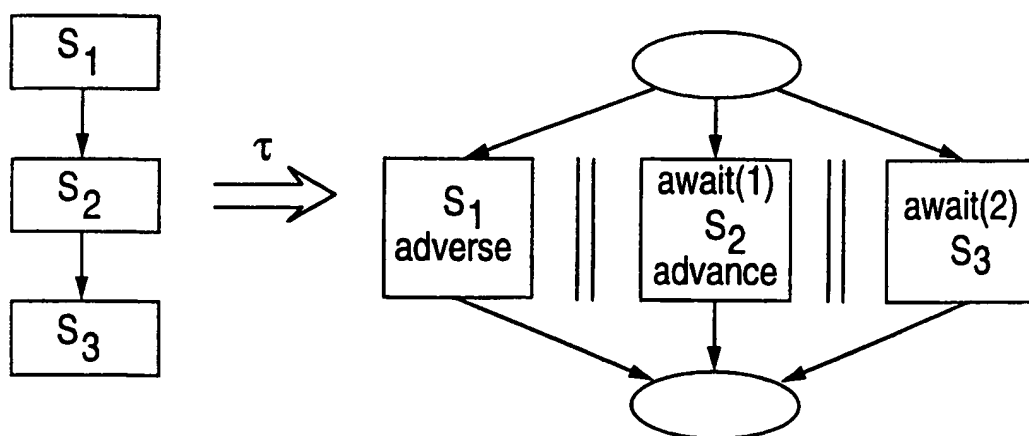 S1
S2
S3
τ
S1
adverse
await(1)
S2
advance
await(2)
S3